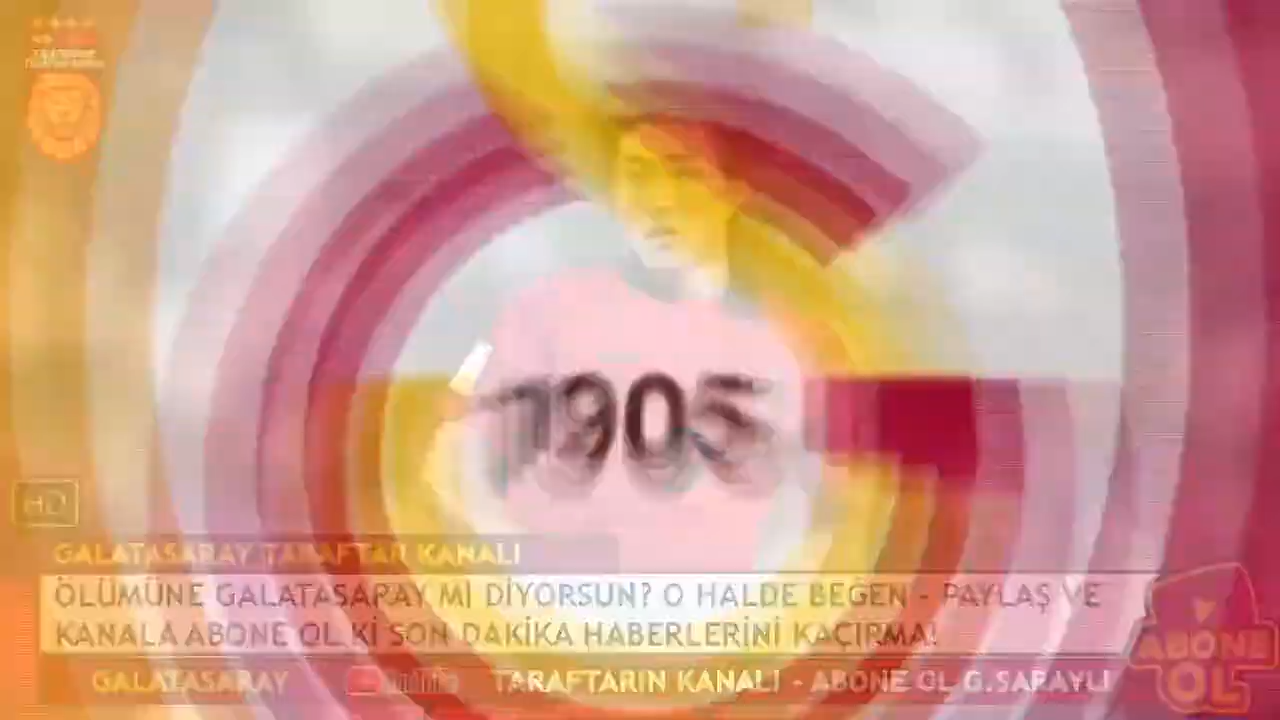 1905
HD
GALATASARAY TARAFTAR KANALI
ÖLÜMÜNE GALATASARAY MI DİYORSUN? O HALDE BEĞEN - PAYLAŞ VE
KANALA ABONE OL Kİ SON DAKİKA HABERLERİNİ KAÇIRMA!
GALATASARAY TARAFTARIN KANALI - ABONE OL G.SARAYLI
ABONE
OL